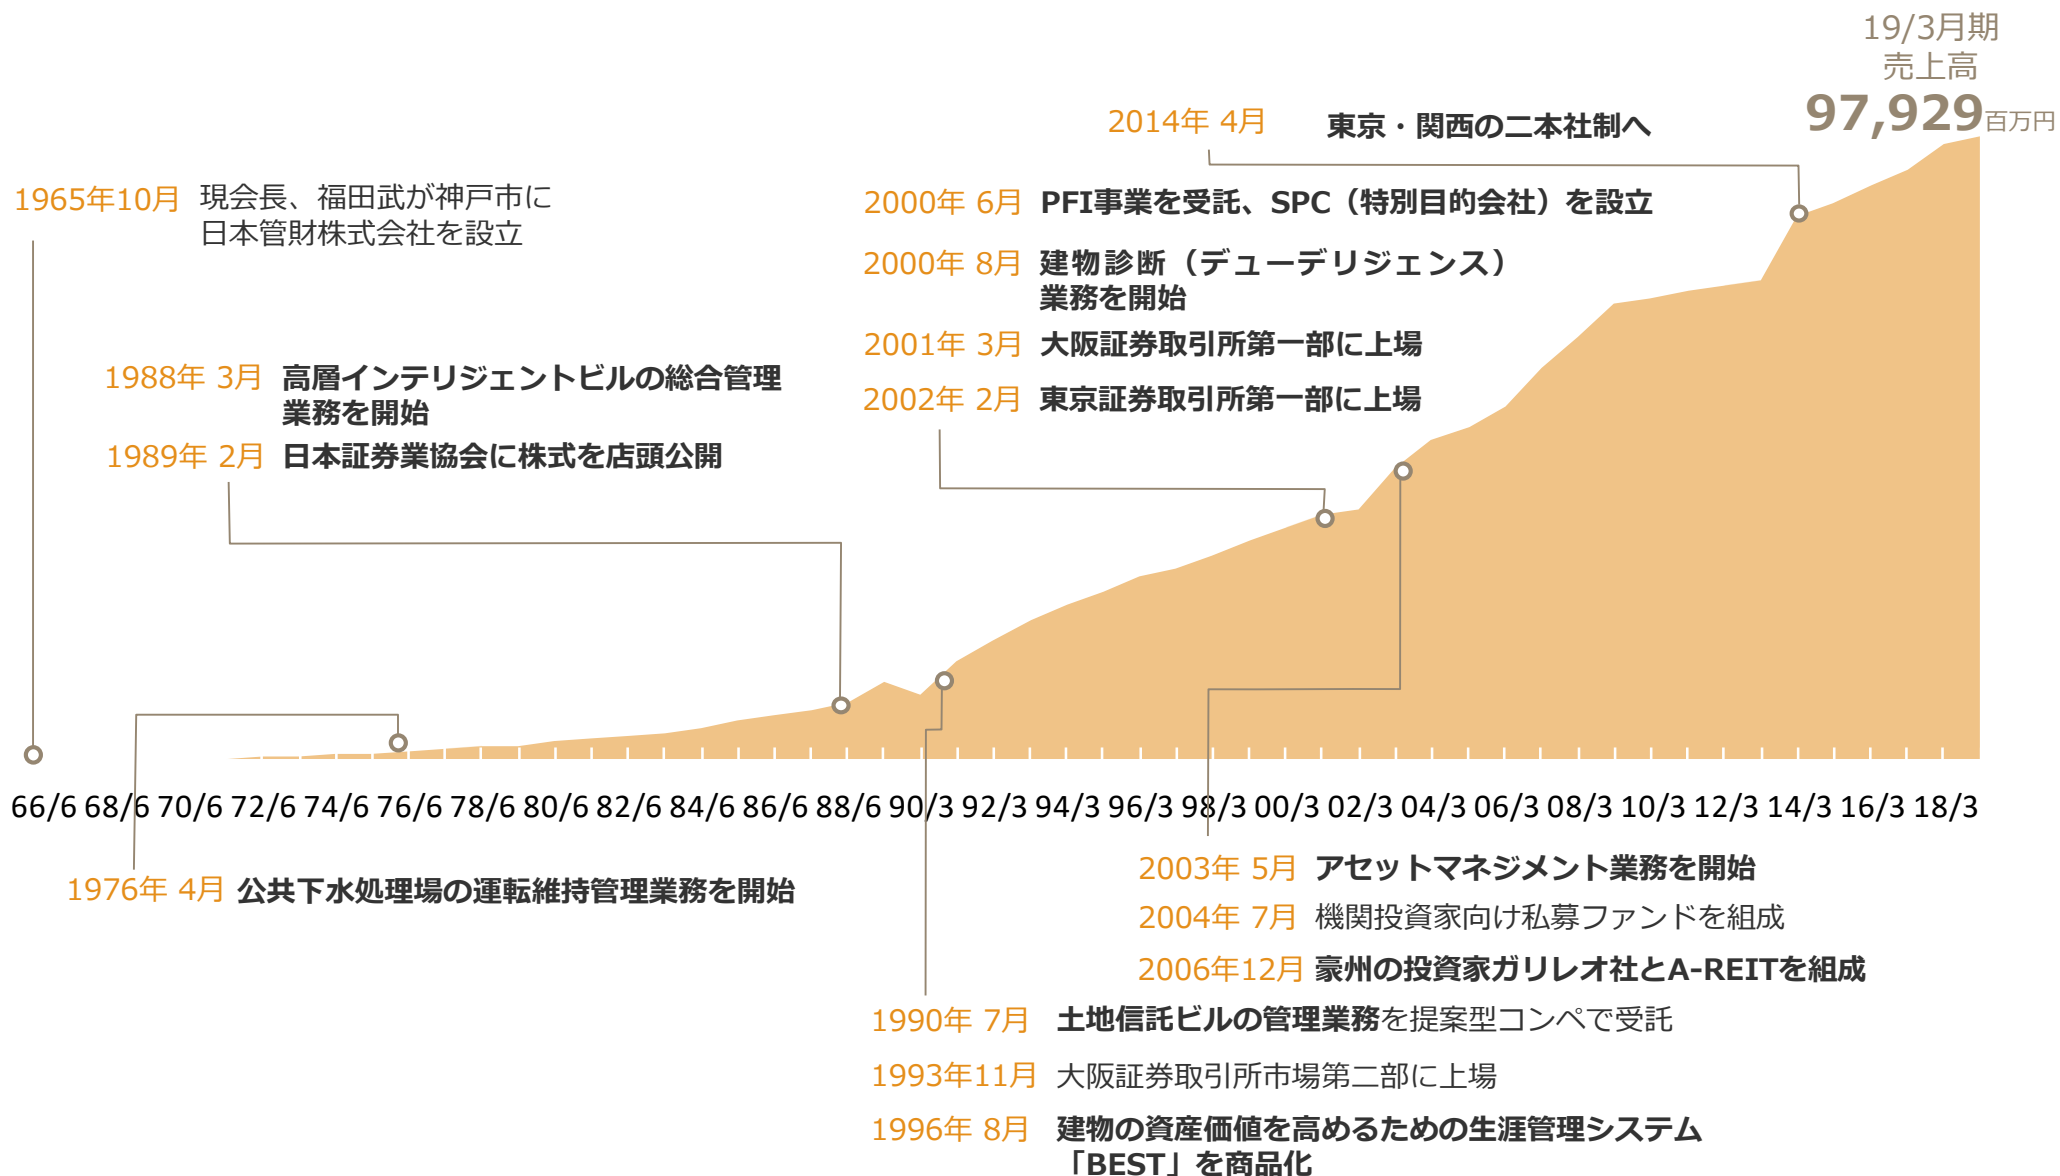 19/3月期
売上高
97,929百万円
2014年 4月 東京・関西の二本社制へ
1965年10月 現会長、福田武が神戸市に
日本管財株式会社を設立
2000年 6月 PFI事業を受託、SPC（特別目的会社）を設立
2000年 8月 建物診断（デューデリジェンス）
業務を開始
2001年 3月 大阪証券取引所第一部に上場
2002年 2月 東京証券取引所第一部に上場
1988年 3月 高層インテリジェントビルの総合管理
業務を開始
1989年 2月 日本証券業協会に株式を店頭公開
66/6 68/6 70/6 72/6 74/6 76/6 78/6 80/6 82/6 84/6 86/6 88/6 90/3 92/3 94/3 96/3 98/3 00/3 02/3 04/3 06/3 08/3 10/3 12/3 14/3 16/3 18/3
1976年 4月 公共下水処理場の運転維持管理業務を開始
2003年 5月 アセットマネジメント業務を開始
2004年 7月 機関投資家向け私募ファンドを組成
2006年12月 豪州の投資家ガリレオ社とA-REITを組成
1990年 7月 土地信託ビルの管理業務を提案型コンペで受託
1993年11月 大阪証券取引所市場第二部に上場
1996年 8月 建物の資産価値を高めるための生涯管理システム
「BEST」を商品化